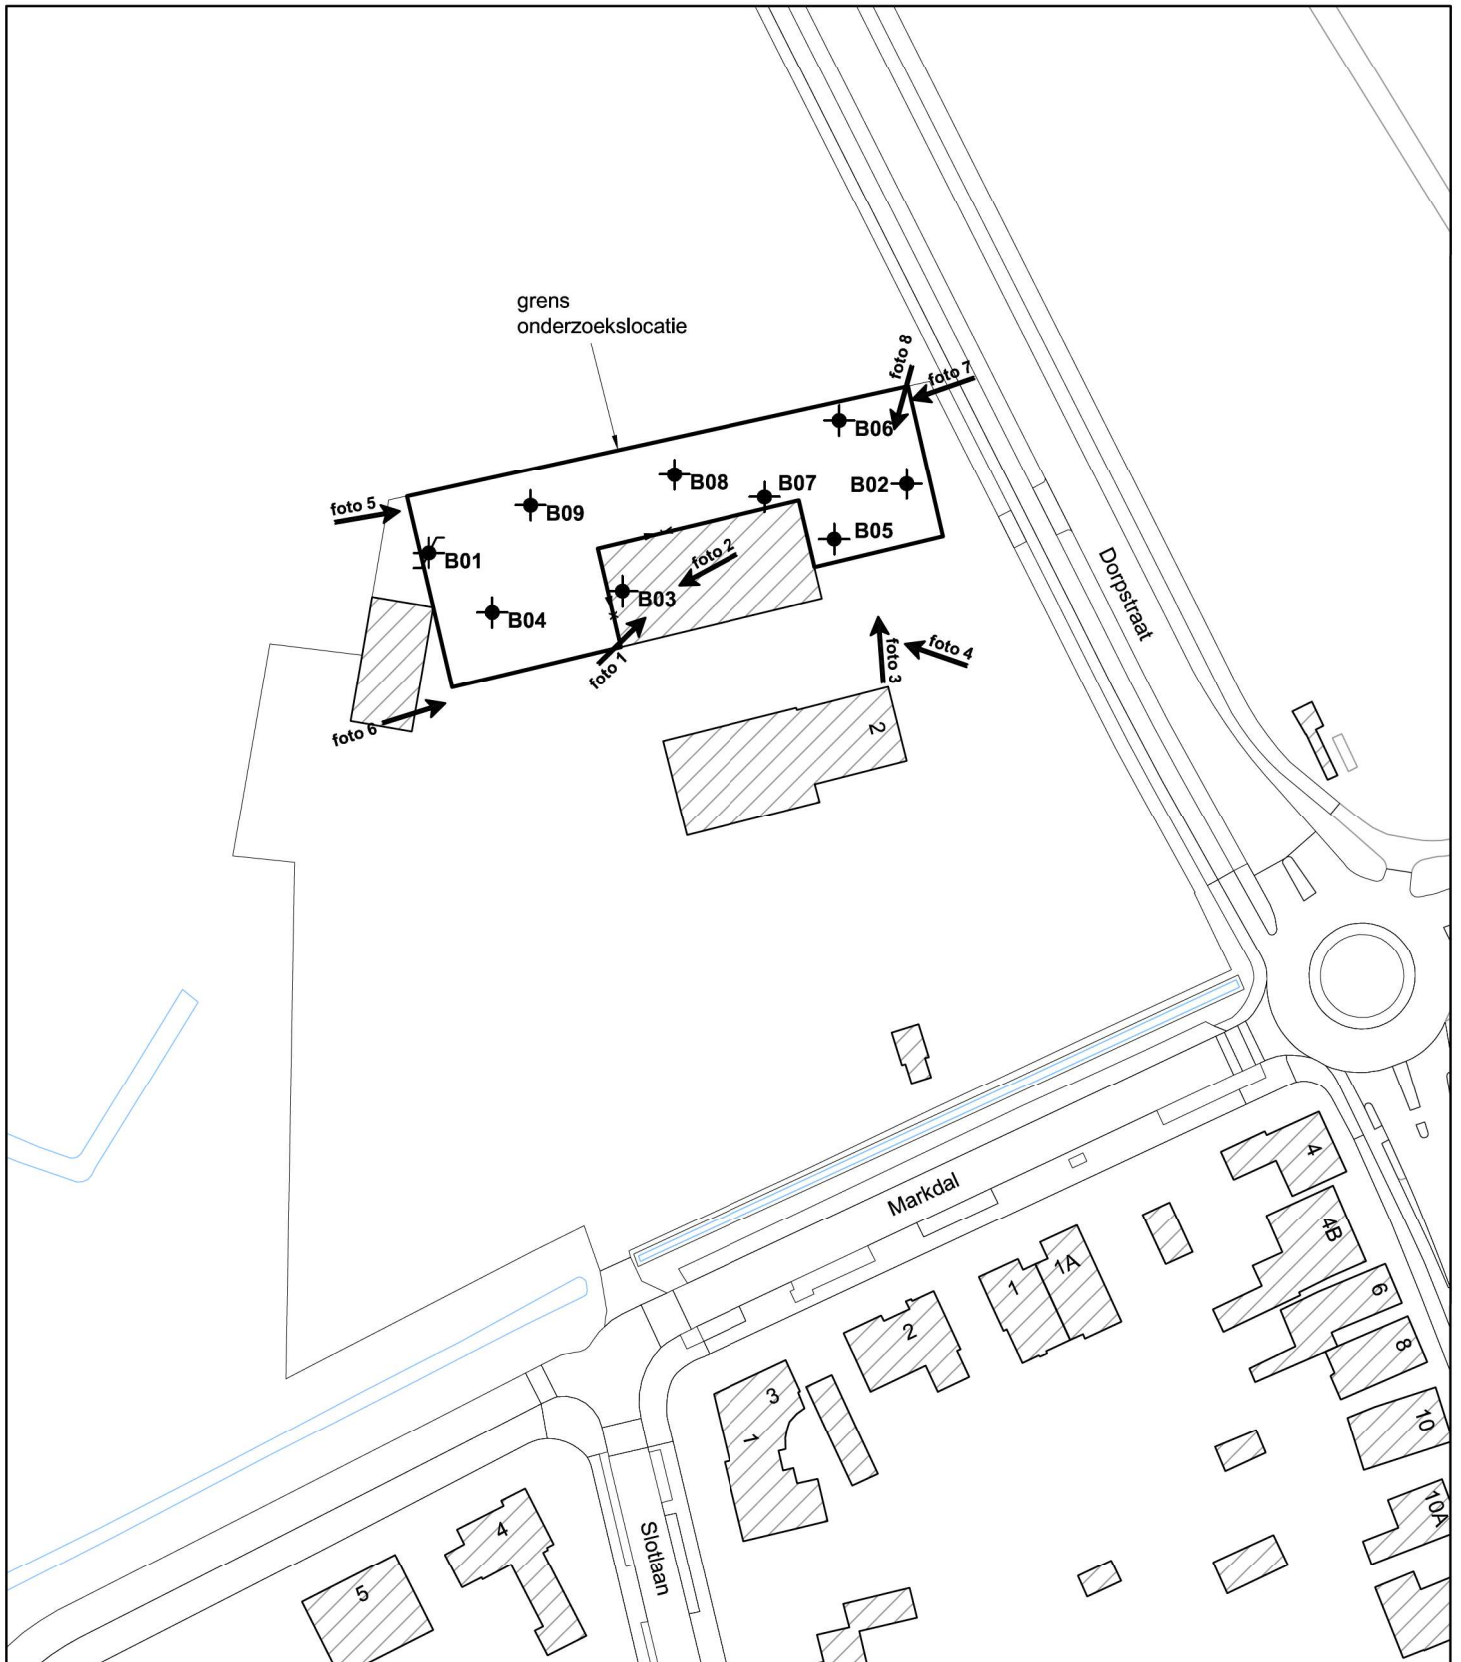 grens
onderzoekslocatie
foto 8
foto 7
B06
B08
B07
B02
foto 5
B09
B05
foto 2
B01
B03
B04
Dorpstraat
foto 1
foto 3
foto 4
foto 6
2
Markdal
4
4B
1
1A
6
2
8
3
1
10
10A
4
Slotlaan
5